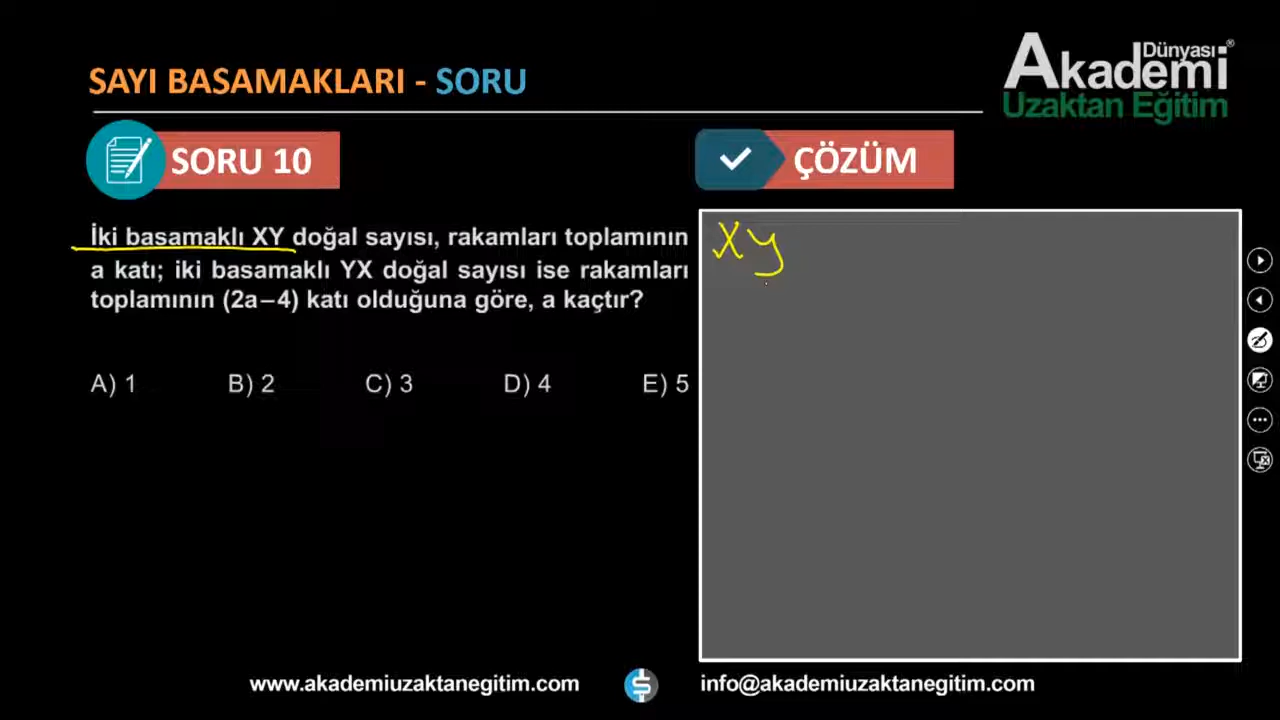 SAYI BASAMAKLARI - SORU
Akademi Dünyası®
Uzaktan Eğitim
SORU 10
ÇÖZÜM
İki basamaklı XY doğal sayısı, rakamları toplamının
a katı; iki basamaklı YX doğal sayısı ise rakamları
toplamının (2a−4) katı olduğuna göre, a kaçtır?
A) 1 B) 2 C) 3 D) 4 E) 5
xy
www.akademiuzaktanegitim.com
info@akademiuzaktanegitim.com